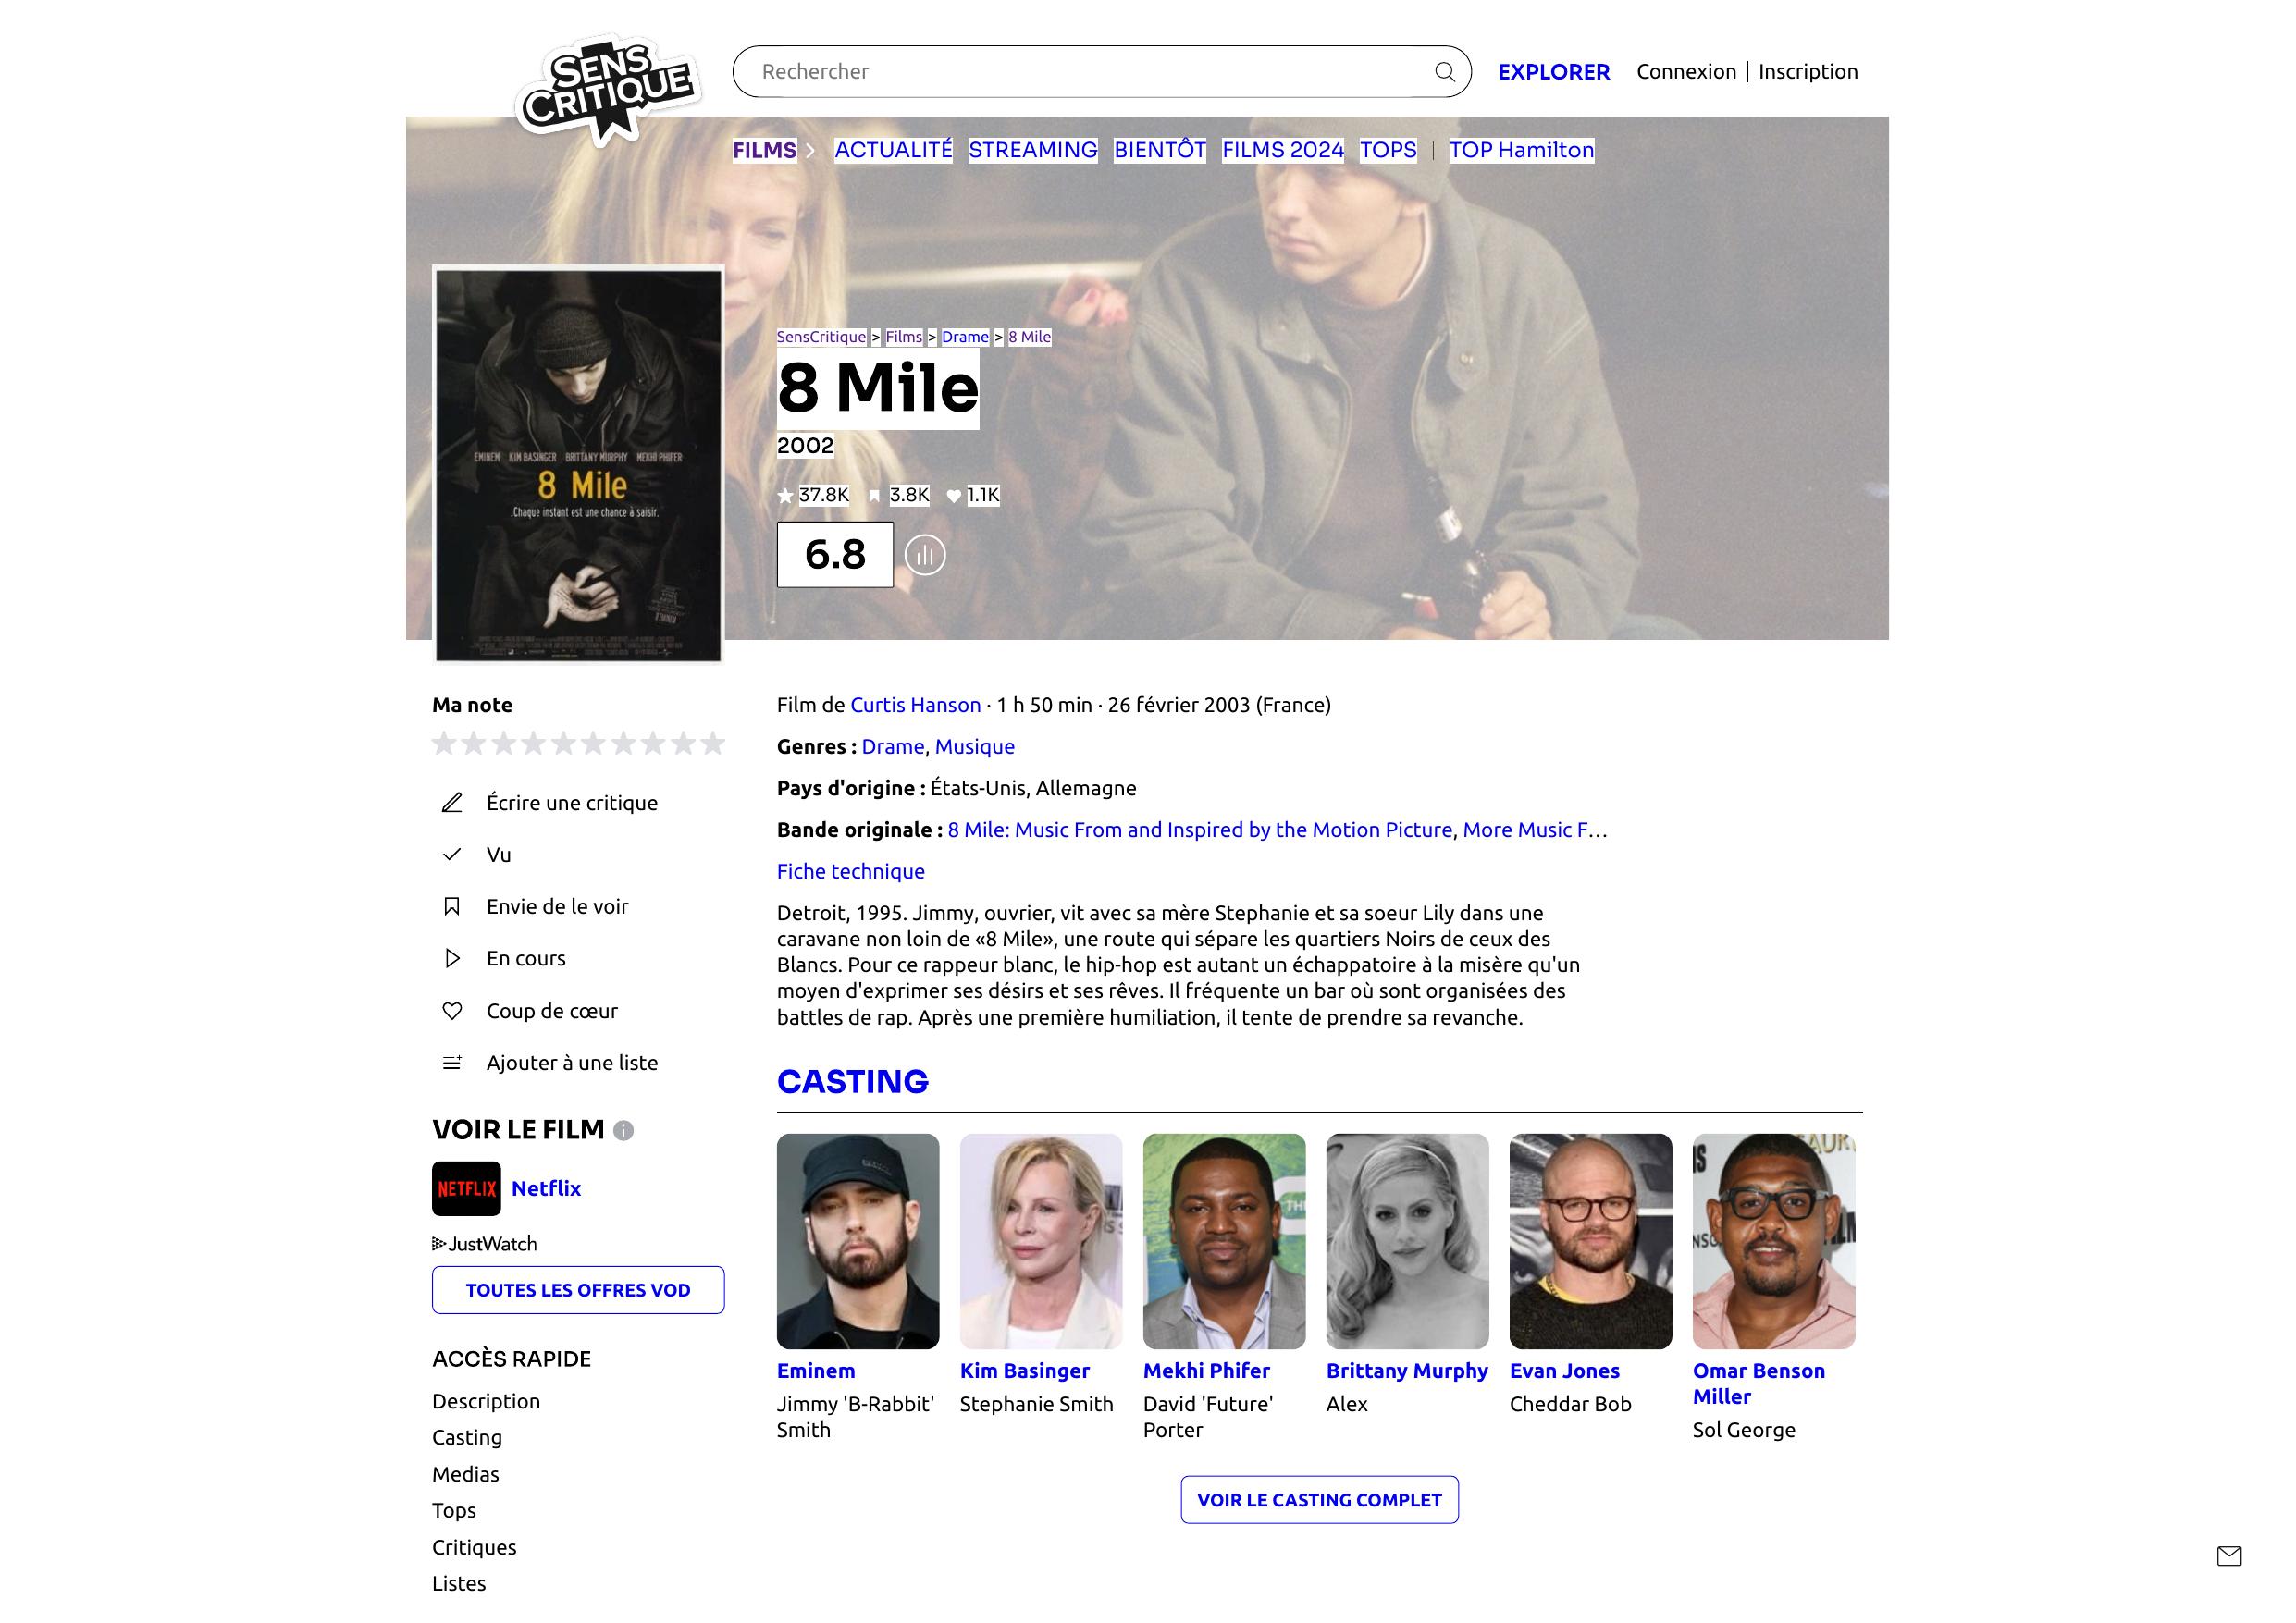 SENS
CRITIQUE
Rechercher
EXPLORER
Connexion | Inscription
FILMS > ACTUALITÉ STREAMING BIENTÔT FILMS 2024 TOPS | TOP Hamilton
SensCritique > Films > Drame > 8 Mile
8 Mile
2002
37.8K 3.8K 1.1K
6.8
EMINEM KIM BASINGER BRITTANY MURPHY MEKHI PHIFER
8 Mile
Chaque instant est une chance à saisir.
Ma note
Écrire une critique
Vu
Envie de le voir
En cours
Coup de cœur
Ajouter à une liste
VOIR LE FILM
NETFLIX Netflix
JustWatch
TOUTES LES OFFRES VOD
ACCÈS RAPIDE
Description
Casting
Medias
Tops
Critiques
Listes
Film de Curtis Hanson · 1 h 50 min · 26 février 2003 (France)
Genres : Drame, Musique
Pays d'origine : États-Unis, Allemagne
Bande originale : 8 Mile: Music From and Inspired by the Motion Picture, More Music F…
Fiche technique
Detroit, 1995. Jimmy, ouvrier, vit avec sa mère Stephanie et sa soeur Lily dans une
caravane non loin de «8 Mile», une route qui sépare les quartiers Noirs de ceux des
Blancs. Pour ce rappeur blanc, le hip-hop est autant un échappatoire à la misère qu'un
moyen d'exprimer ses désirs et ses rêves. Il fréquente un bar où sont organisées des
battles de rap. Après une première humiliation, il tente de prendre sa revanche.
CASTING
Eminem
Jimmy 'B-Rabbit'
Smith
Kim Basinger
Stephanie Smith
Mekhi Phifer
David 'Future'
Porter
Brittany Murphy
Alex
Evan Jones
Cheddar Bob
Omar Benson
Miller
Sol George
VOIR LE CASTING COMPLET